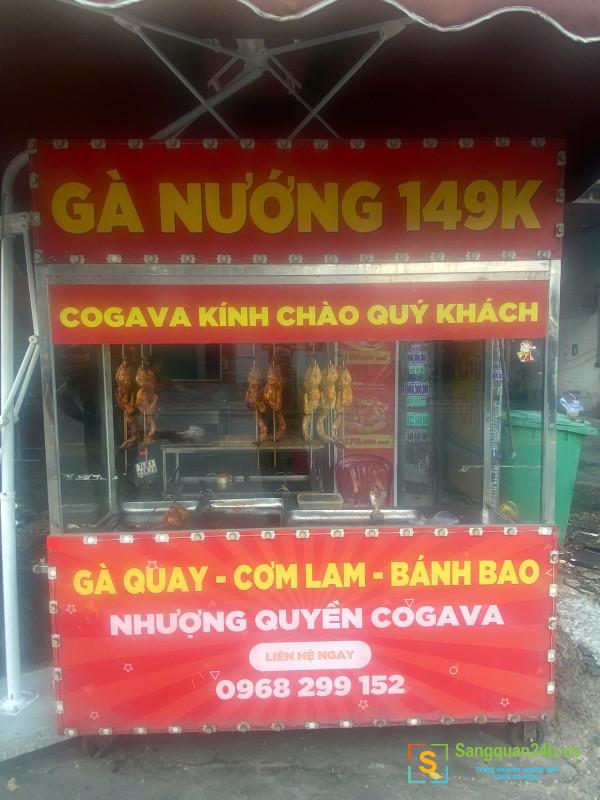 GÀ NƯỚNG 149K
COGAVA KÍNH CHÀO QUÝ KHÁCH
GÀ QUAY - CƠM LAM - BÁNH BAO
NHƯỢNG QUYỀN COGAVA
LIÊN HỆ NGAY
0968 299 152
S
Sangquan24h.vn